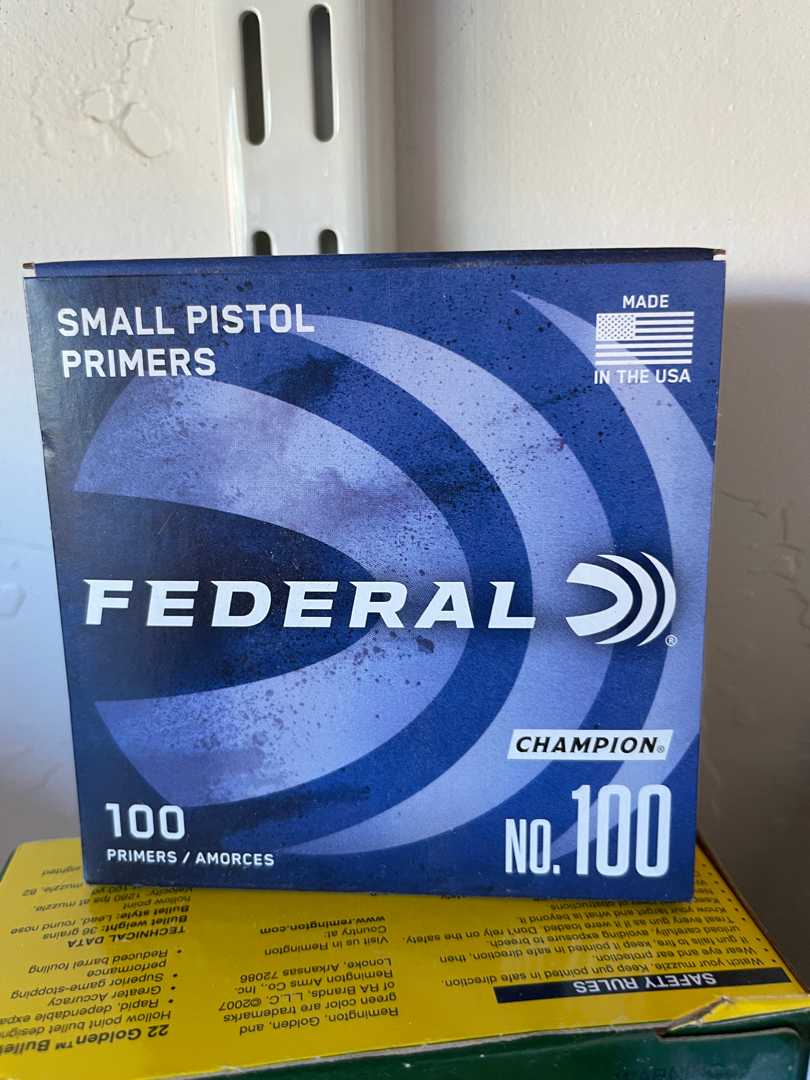 SMALL PISTOL
PRIMERS
MADE
IN THE USA
FEDERAL
®
CHAMPION®
100
PRIMERS / AMORCES
NO. 100
SAFETY RULES
Watch your muzzle. Keep gun pointed in safe direction.
Wear eye and ear protection.
If gun fails to fire, keep it pointed in safe direction, then
unload carefully, avoiding exposure to breech.
Treat every gun as if it were loaded. Don't rely on the safety.
Know your target and what is beyond it.
of obstructions
Remington, Golden, and
green color are trademarks
of RA Brands, L.L.C. ©2007
Remington Arms Co., Inc.
Lonoke, Arkansas 72086
Visit us in Remington
Country at:
www.remington.com
22 Golden™ Bullet
Hollow point bullet
• Rapid, dependable
• Greater Accuracy
• Superior game-stopping
performance
• Reduced barrel fouling
TECHNICAL DATA
Bullet weight: 36 grains
Bullet style: Lead, round nose
hollow point
Velocity: 1280 fps at muzzle,